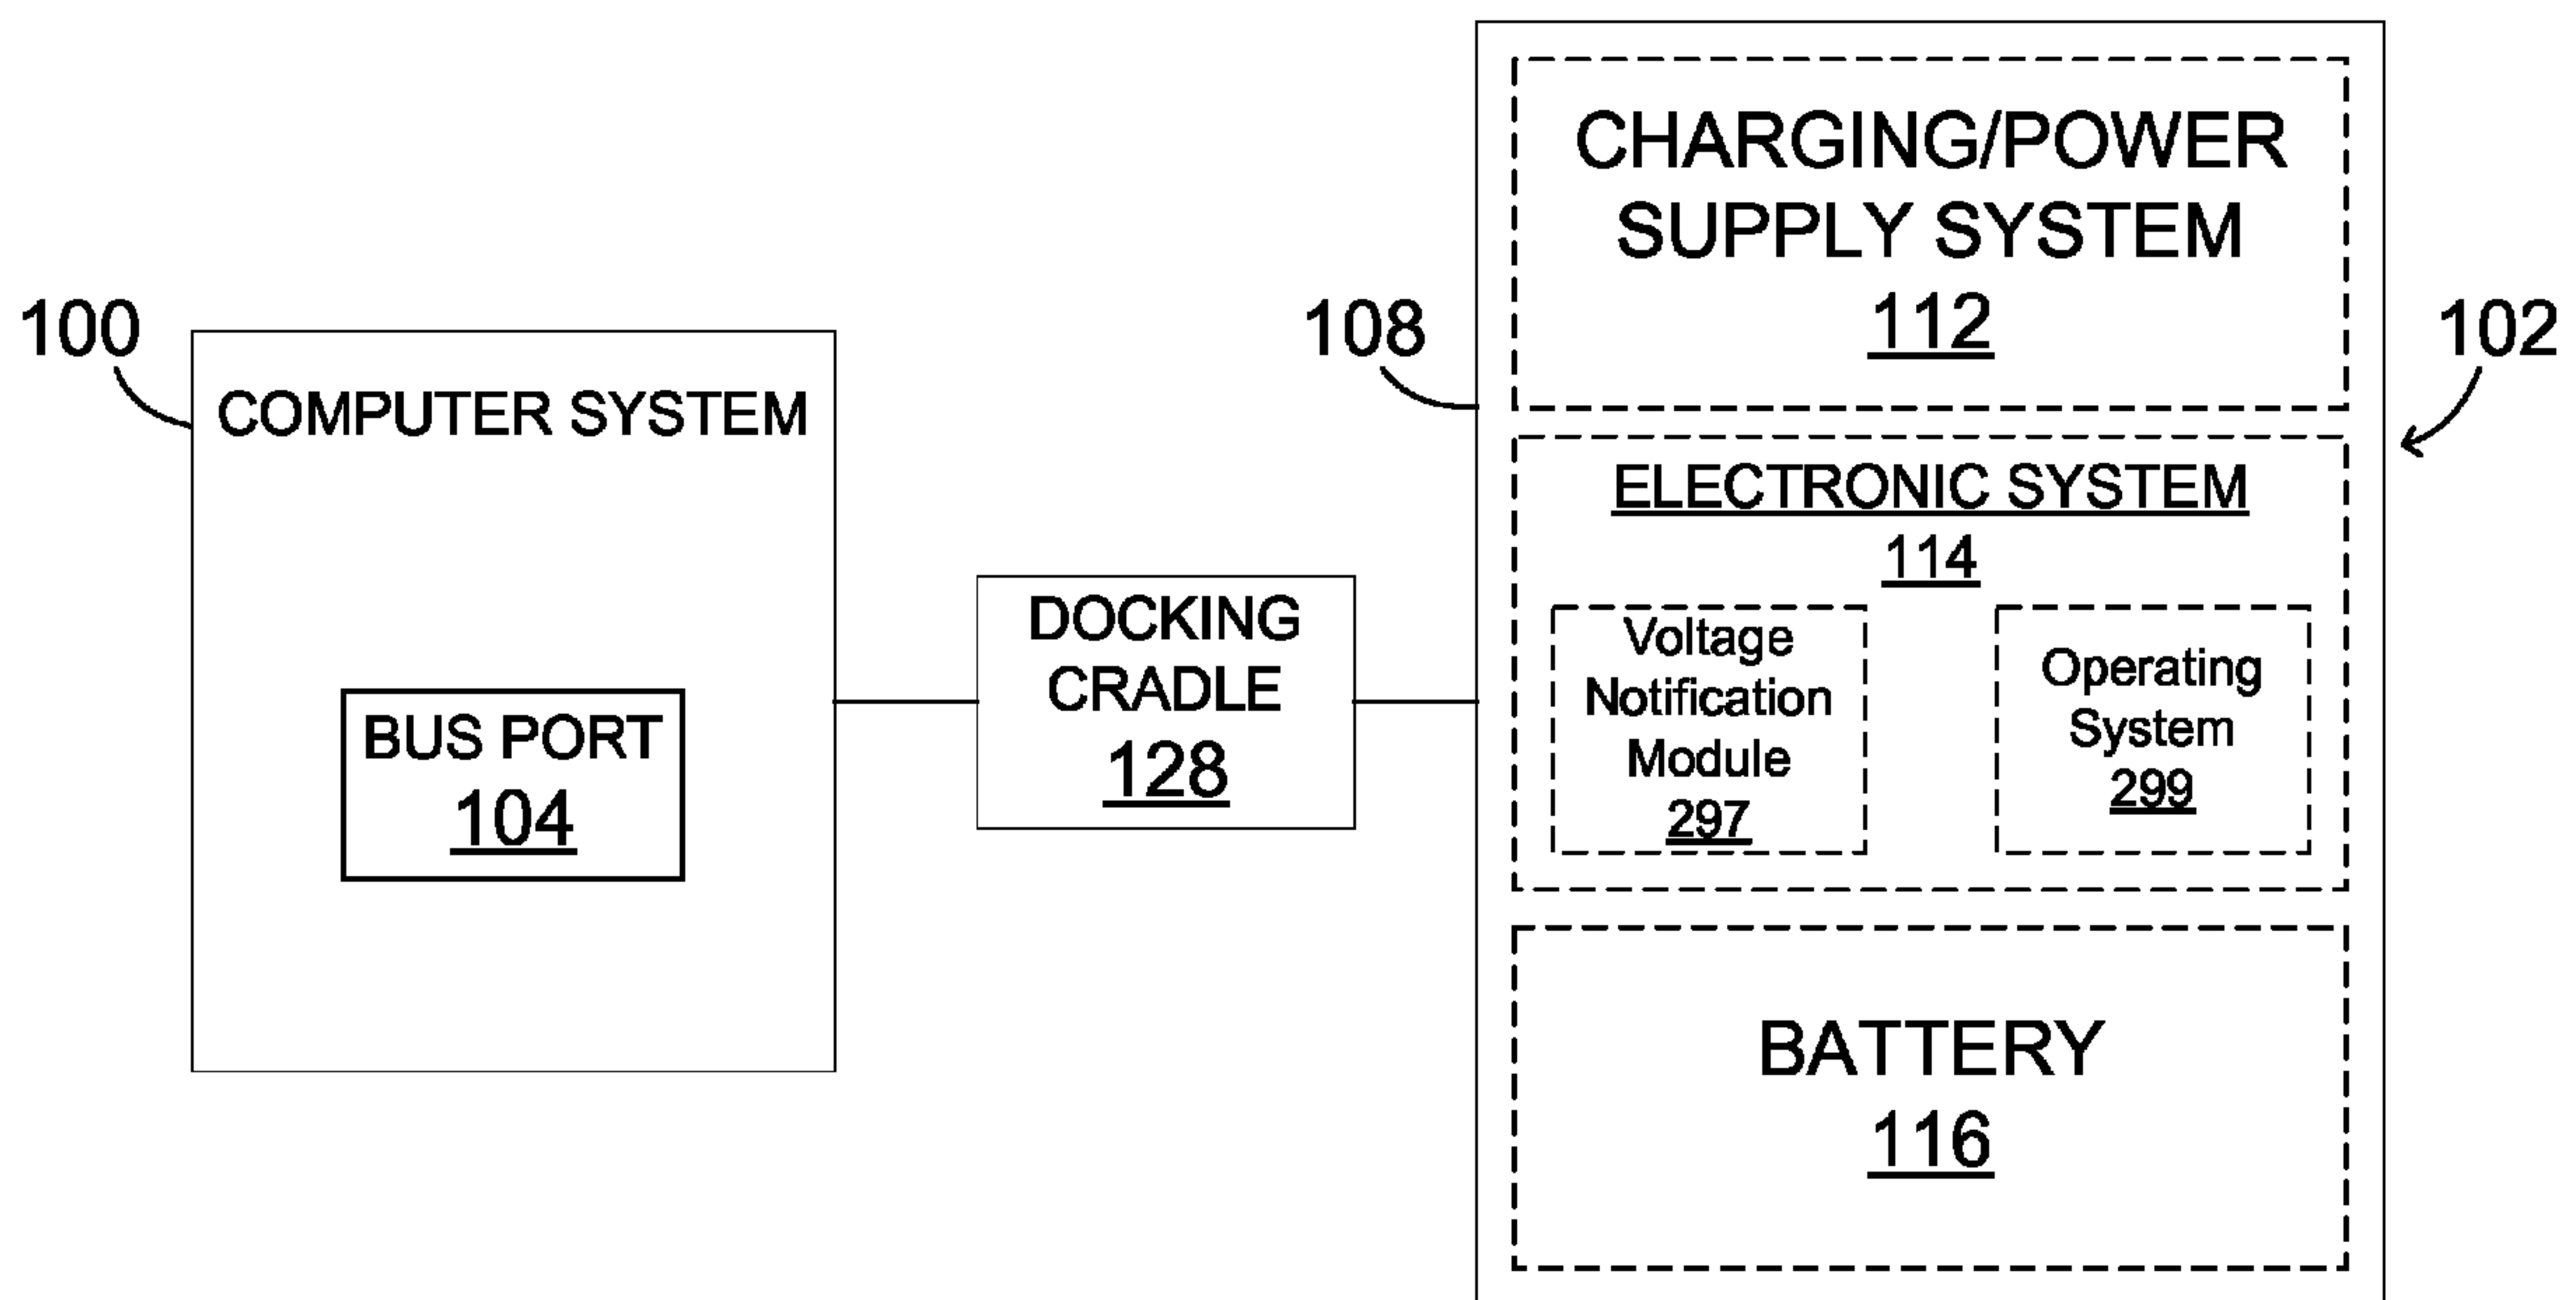 100
COMPUTER SYSTEM
BUS PORT
104
DOCKING
CRADLE
128
108
CHARGING/POWER
SUPPLY SYSTEM
112
102
ELECTRONIC SYSTEM
114
Voltage
Notification
Module
297
Operating
System
299
BATTERY
116